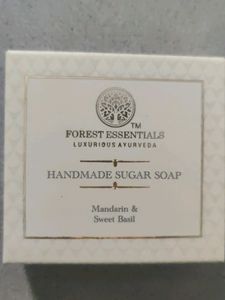 TM
FOREST ESSENTIALS
LUXURIOUS AYURVEDA
HANDMADE SUGAR SOAP
Mandarin &
Sweet Basil